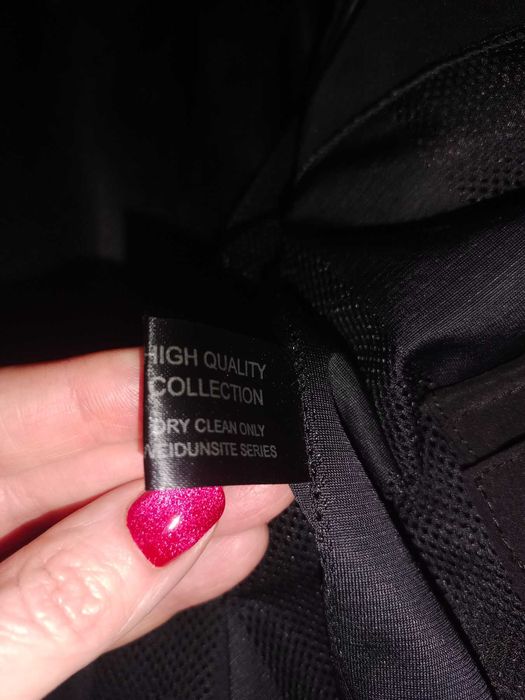 HIGH QUALITY
COLLECTION
DRY CLEAN ONLY
WEIDUNSITE SERIES